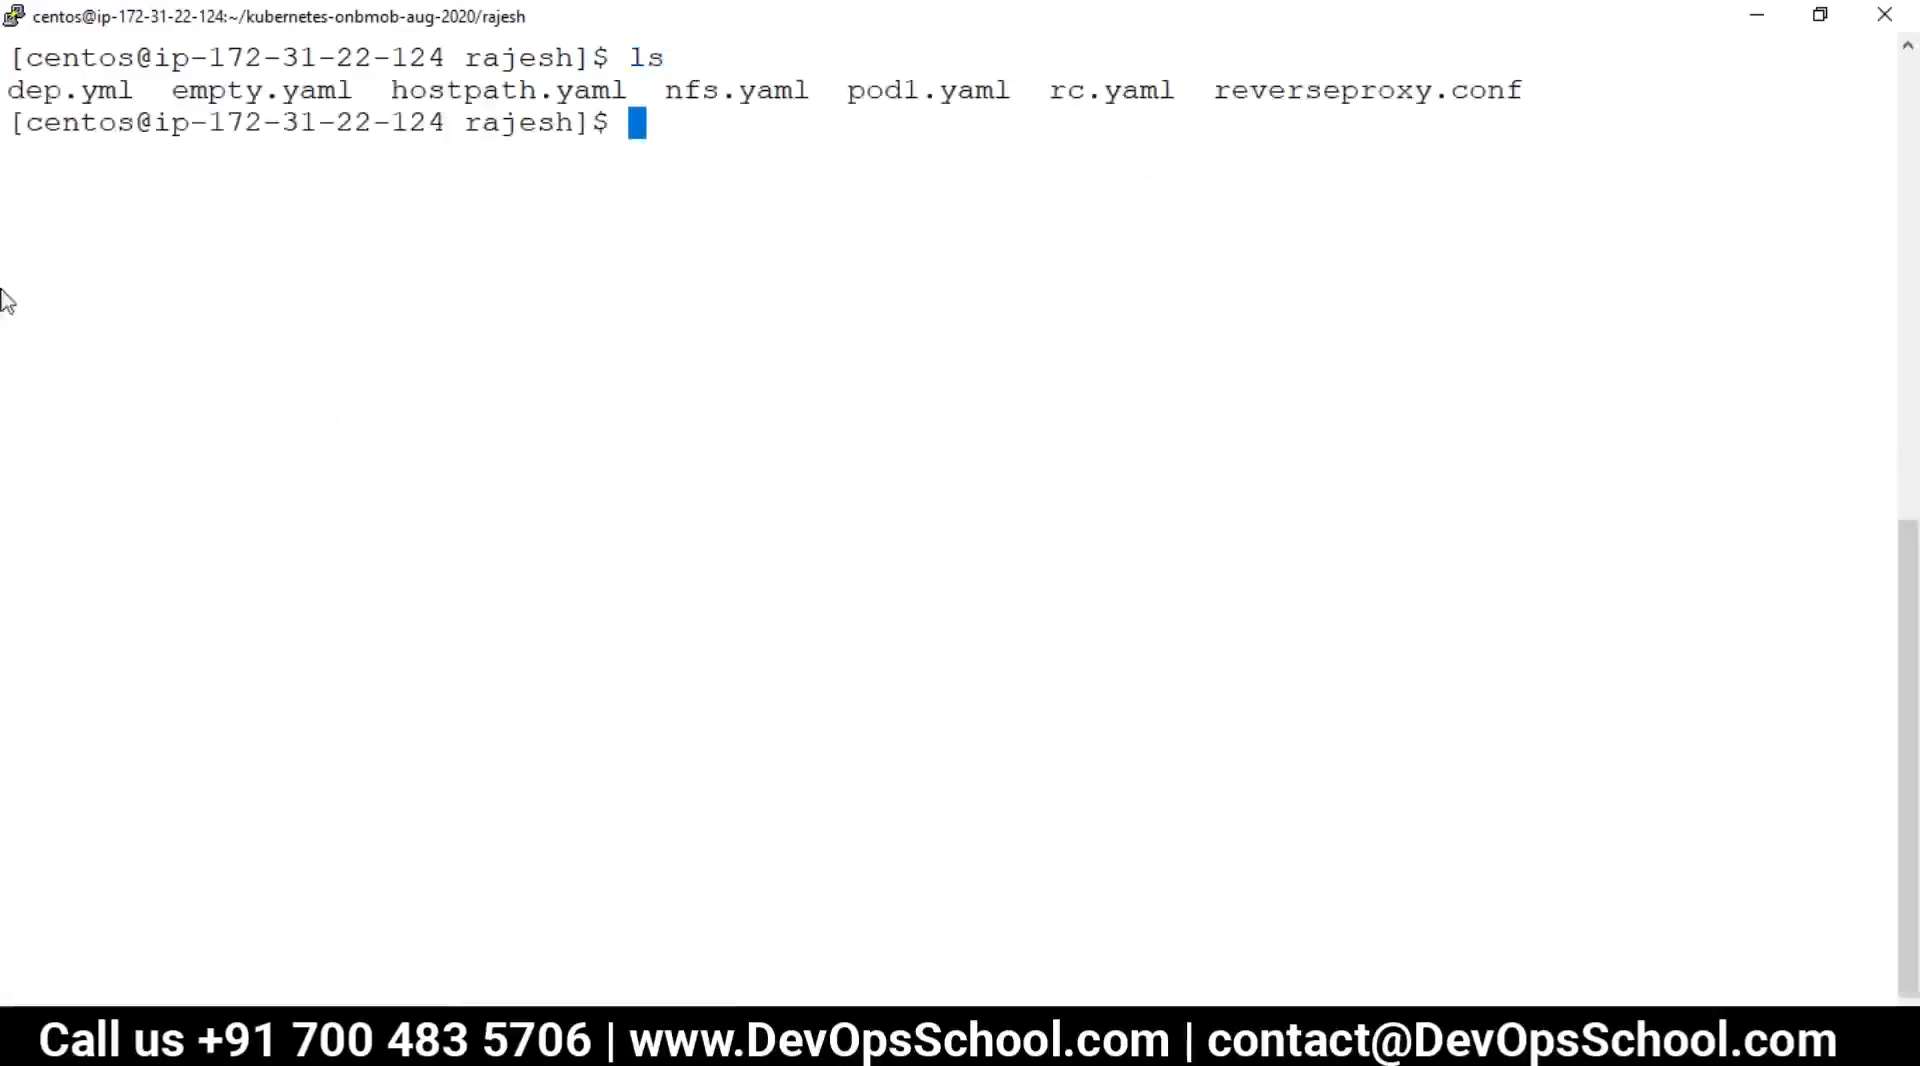 centos@ip-172-31-22-124:~/kubernetes-onbmob-aug-2020/rajesh
[centos@ip-172-31-22-124 rajesh]$ ls
dep.yml  empty.yaml  hostpath.yaml  nfs.yaml  pod1.yaml  rc.yaml  reverseproxy.conf
[centos@ip-172-31-22-124 rajesh]$
Call us +91 700 483 5706 | www.DevOpsSchool.com | contact@DevOpsSchool.com